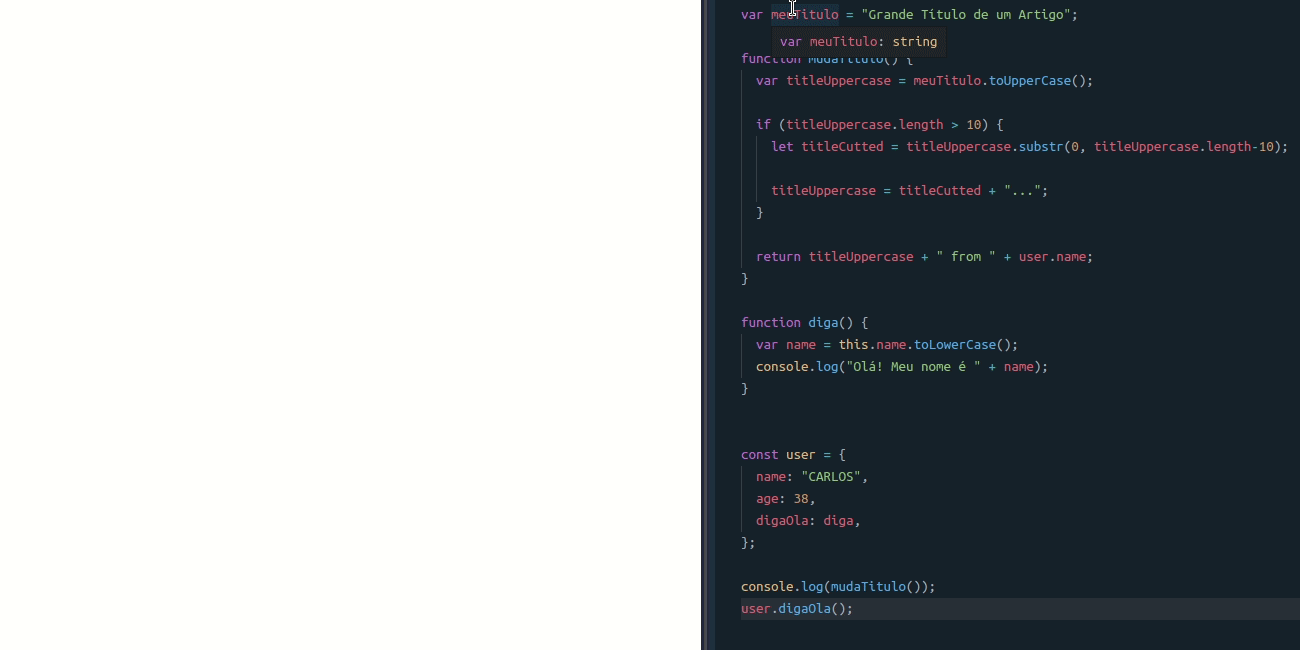 var meuTitulo = "Grande Título de um Artigo";
var meuTitulo: string
function mudaTitulo() {
var titleUppercase = meuTitulo.toUpperCase();
if (titleUppercase.length > 10) {
let titleCutted = titleUppercase.substr(0, titleUppercase.length-10);
titleUppercase = titleCutted + "...";
}
return titleUppercase + " from " + user.name;
}
function diga() {
var name = this.name.toLowerCase();
console.log("Olá! Meu nome é " + name);
}
const user = {
name: "CARLOS",
age: 38,
digaOla: diga,
};
console.log(mudaTitulo());
user.digaOla();